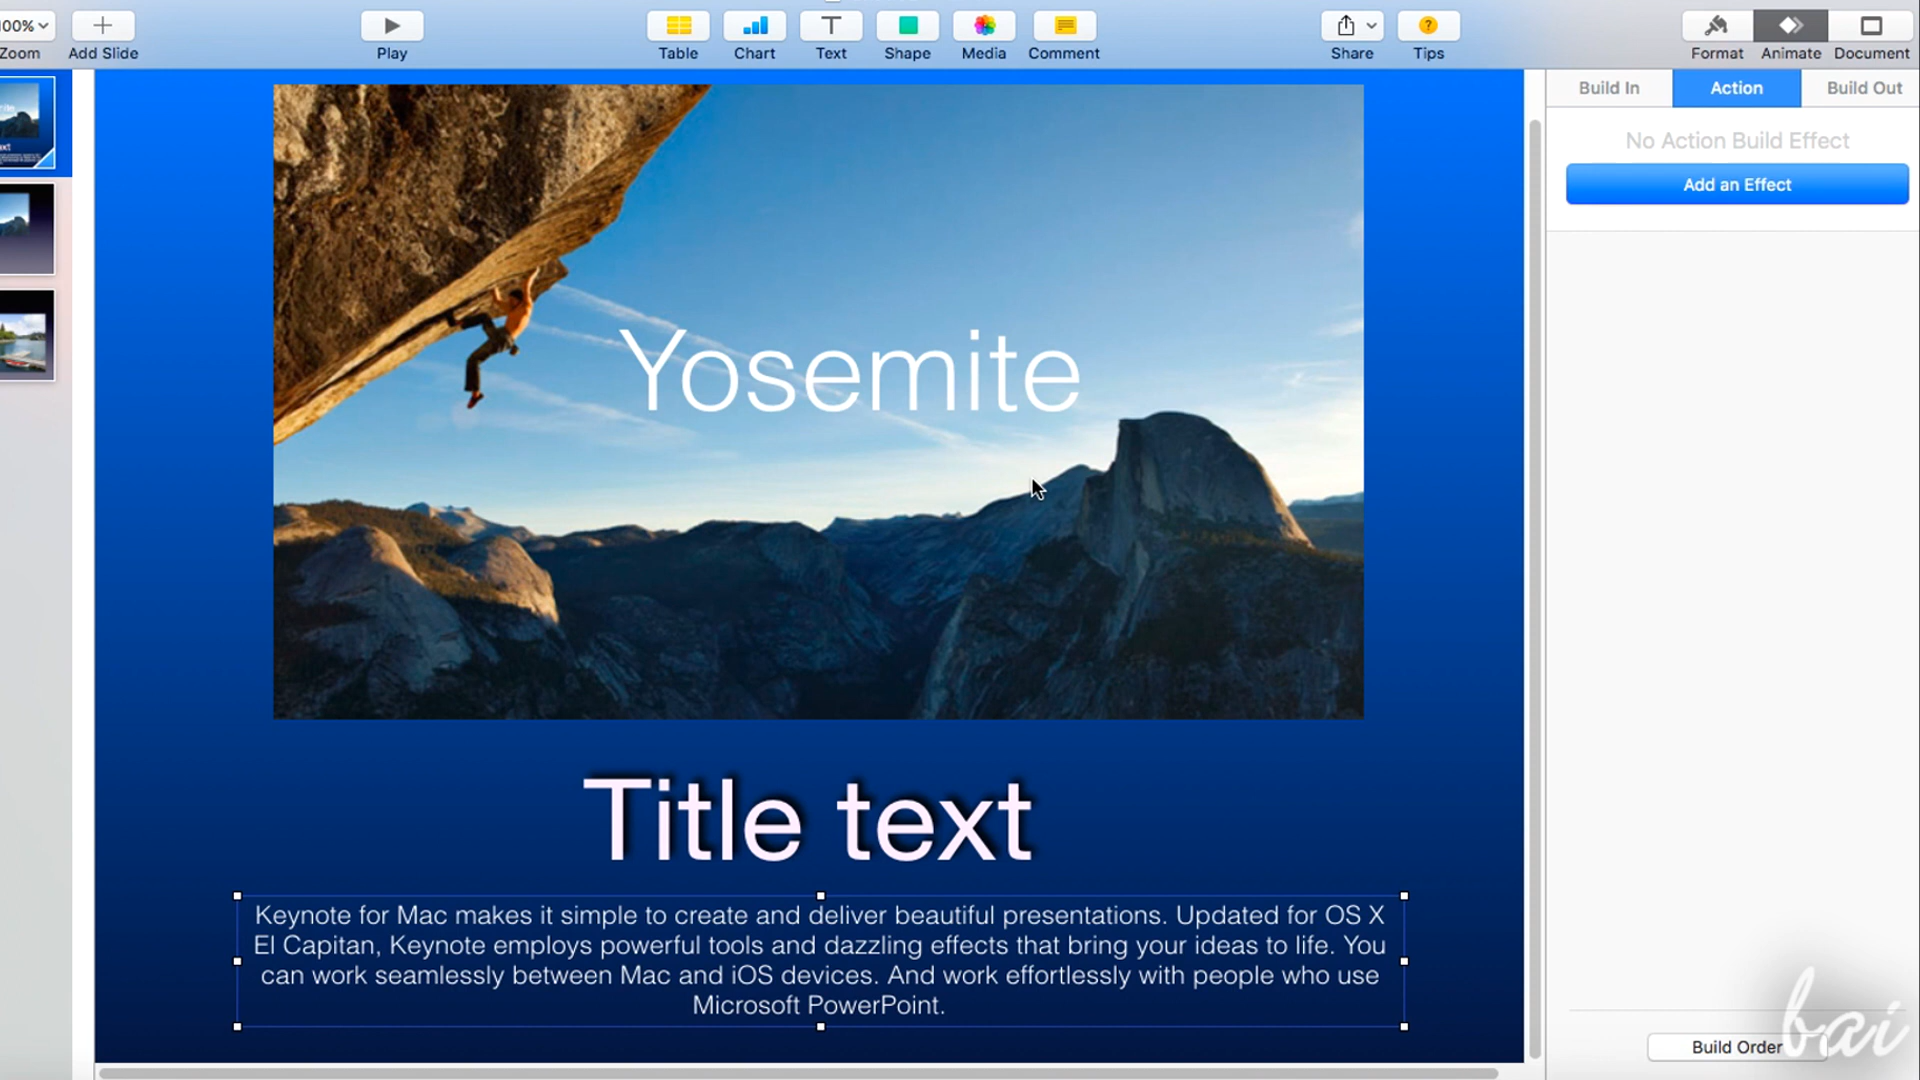 00%
Zoom
Add Slide
Play
Table
Chart
Text
Shape
Media
Comment
Share
Tips
Format
Animate
Document
Build In
Action
Build Out
No Action Build Effect
Add an Effect
Yosemite
Title text
Keynote for Mac makes it simple to create and deliver beautiful presentations. Updated for OS X
El Capitan, Keynote employs powerful tools and dazzling effects that bring your ideas to life. You
can work seamlessly between Mac and iOS devices. And work effortlessly with people who use
Microsoft PowerPoint.
Build Order
bai